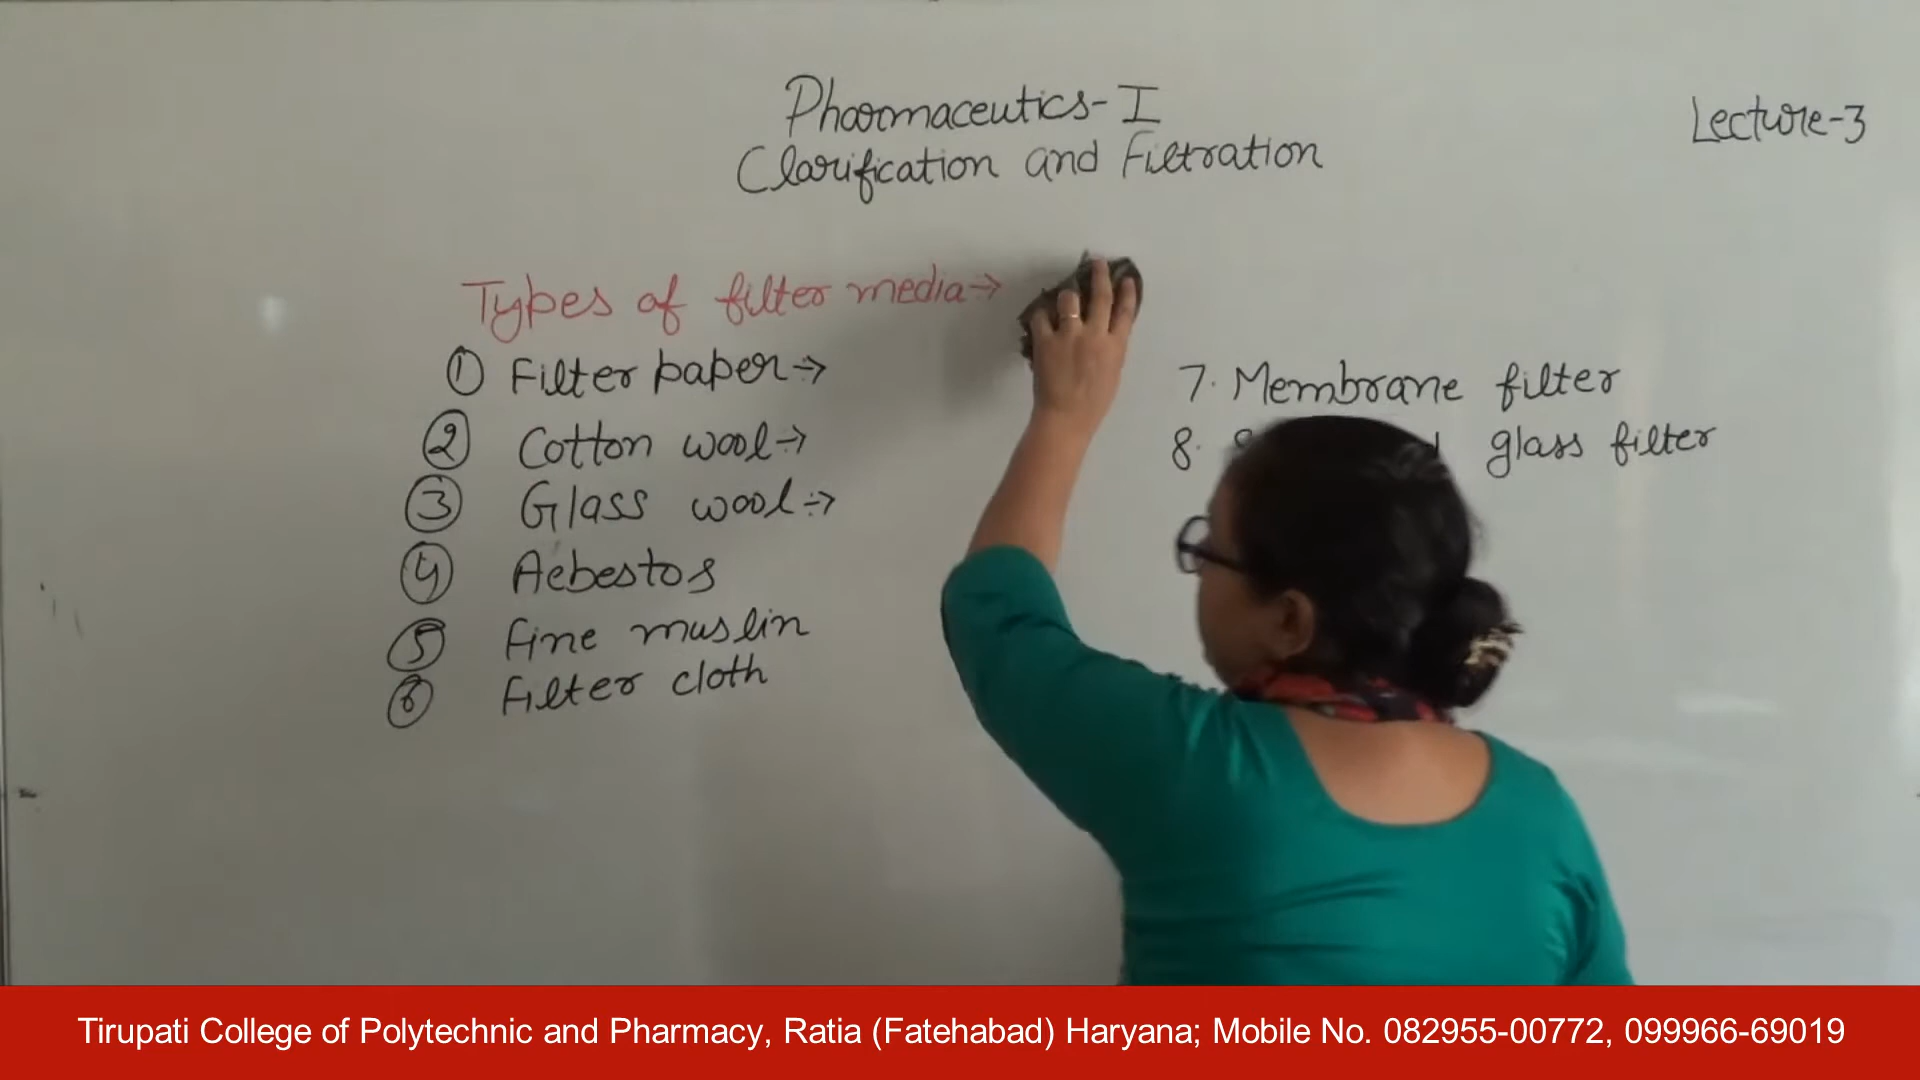 Pharmaceutics-I
Lecture-3
Clarification and Filtration
Types of filter media→
① Filter paper→
② Cotton wool→
③ Glass wool→
④ Aebestos
⑤ Fine muslin
⑥ Filter cloth
7. Membrane filter
8. glass filter
Tirupati College of Polytechnic and Pharmacy, Ratia (Fatehabad) Haryana; Mobile No. 082955-00772, 099966-69019